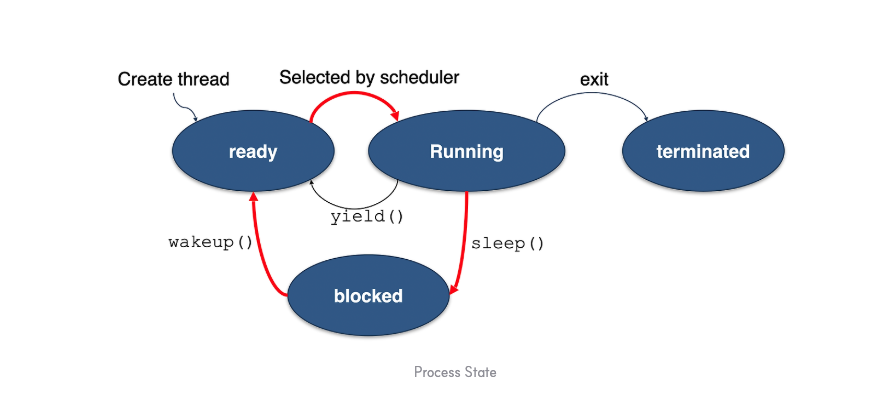 Create thread
Selected by scheduler
exit
ready
Running
terminated
yield()
wakeup()
sleep()
blocked
Process State